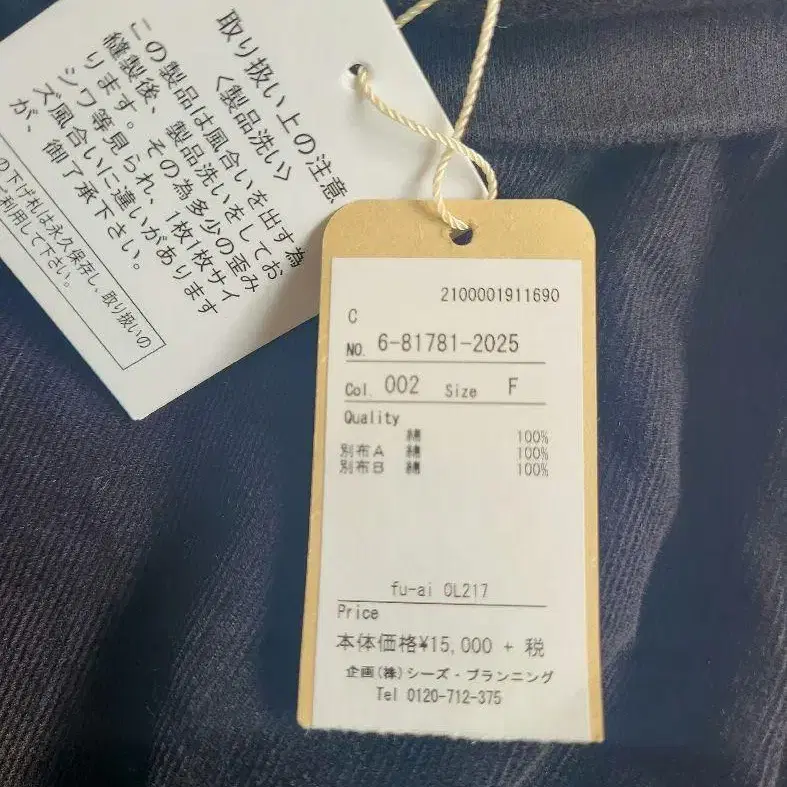 取り扱い上の注意
〈製品洗い〉
この製品は風合いを出す為
縫製後、製品洗いをしてお
ります。その為多少の歪み
シワ等見られ、1枚1枚サイ
ズ風合いに違いがあります
が、御了承下さい。
の下げ札は永久保存し、取り扱いの
ご利用して下さい。
2100001911690
C
NO. 6-81781-2025
Col. 002 Size F
Quality
綿 100%
別布A 綿 100%
別布B 綿 100%
fu-ai OL217
Price
本体価格¥15,000 + 税
企画(株)シーズ・プランニング
Tel 0120-712-375